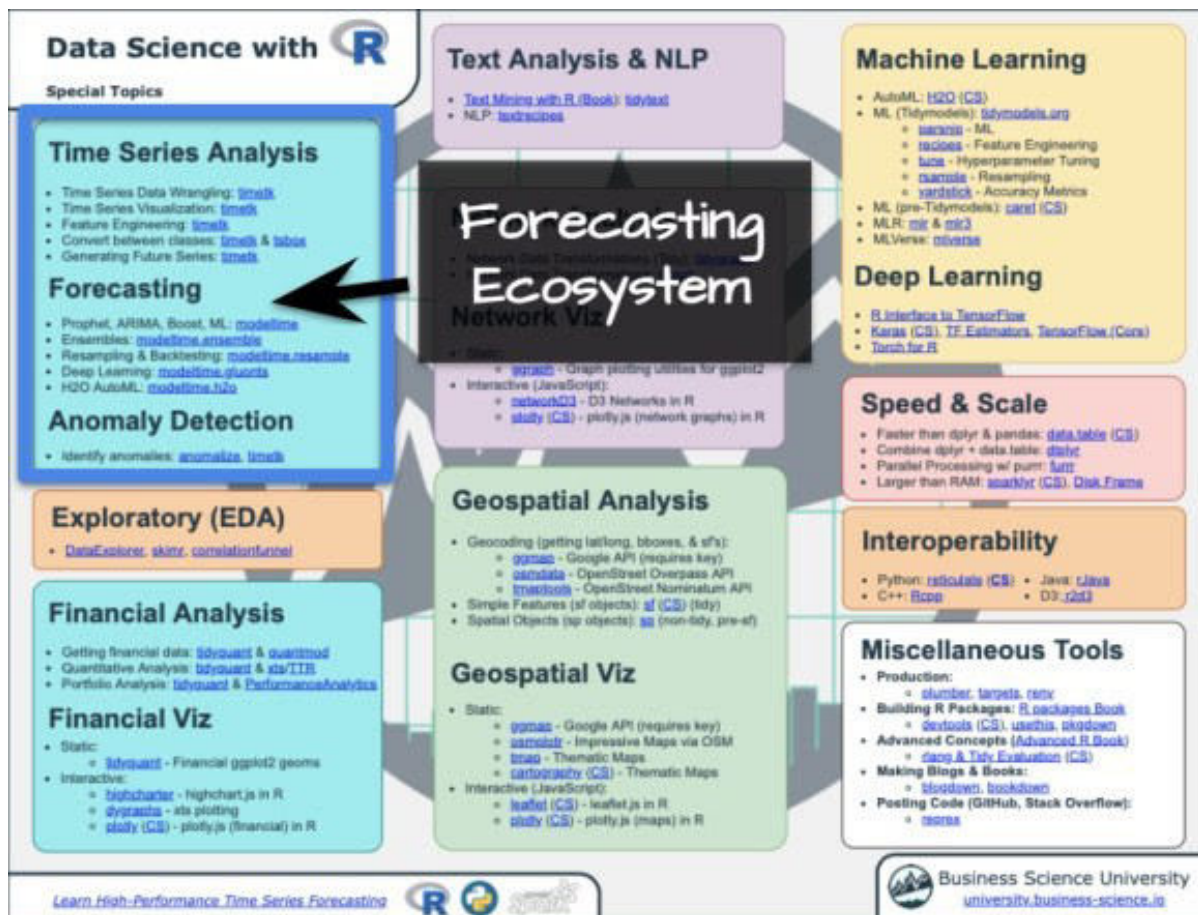 Data Science with R
Special Topics
Time Series Analysis
• Time Series Data Wrangling: timetk
• Time Series Visualization: timetk
• Feature Engineering: timetk
• Convert between classes: timetk & tsbox
• Generating Future Series: timetk
Forecasting
• Prophet, ARIMA, Boost, ML: modeltime
• Ensembles: modeltime.ensemble
• Resampling & Backtesting: modeltime.resample
• Deep Learning: modeltime.gluonts
• H2O AutoML: modeltime.h2o
Anomaly Detection
• Identify anomalies: anomalize, timetk
Exploratory (EDA)
• DataExplorer, skimr, correlationfunnel
Financial Analysis
• Getting financial data: tidyquant & quantmod
• Quantitative Analysis: tidyquant & xts/TTR
• Portfolio Analysis: tidyquant & PerformanceAnalytics
Financial Viz
• Static:
tidyquant - Financial ggplot2 geoms
• Interactive:
highcharter - highchart.js in R
dygraphs - xts plotting
plotly (CS) - plotly.js (financial) in R
Text Analysis & NLP
• Text Mining with R (Book): tidytext
• NLP: textrecipes
Forecasting
Ecosystem
Network Viz
• Static:
ggraph - Graph plotting utilities for ggplot2
• Interactive (JavaScript):
networkD3 - D3 Networks in R
plotly (CS) - plotly.js (network graphs) in R
Geospatial Analysis
• Geocoding (getting lat/long, bboxes, & sf's):
ggmap - Google API (requires key)
osmdata - OpenStreet Overpass API
tmaptools - OpenStreet Nominatum API
• Simple Features (sf objects): sf (CS) (tidy)
• Spatial Objects (sp objects): sp (non-tidy, pre-sf)
Geospatial Viz
• Static:
ggmap - Google API (requires key)
osmplotr - Impressive Maps via OSM
tmap - Thematic Maps
cartography (CS) - Thematic Maps
• Interactive (JavaScript):
leaflet (CS) - leaflet.js in R
plotly (CS) - plotly.js (maps) in R
Machine Learning
• AutoML: H2O (CS)
• ML (Tidymodels): tidymodels.org
parsnip - ML
recipes - Feature Engineering
tune - Hyperparameter Tuning
rsample - Resampling
yardstick - Accuracy Metrics
• ML (pre-Tidymodels): caret (CS)
• MLR: mlr & mlr3
• MLVerse: mlverse
Deep Learning
• R Interface to TensorFlow
• Keras (CS), TF Estimators, TensorFlow (Core)
• Torch for R
Speed & Scale
• Faster than dplyr & pandas: data.table (CS)
• Combine dplyr + data.table: dtplyr
• Parallel Processing w/ purrr: furrr
• Larger than RAM: sparklyr (CS), Disk Frame
Interoperability
• Python: reticulate (CS) • Java: rJava
• C++: Rcpp • D3: r2d3
Miscellaneous Tools
• Production:
plumber, targets, renv
• Building R Packages: R packages Book
devtools (CS), usethis, pkgdown
• Advanced Concepts (Advanced R Book)
rlang & Tidy Evaluation (CS)
• Making Blogs & Books:
blogdown, bookdown
• Posting Code (GitHub, Stack Overflow):
reprex
Learn High-Performance Time Series Forecasting
R
Business Science University
university.business-science.io